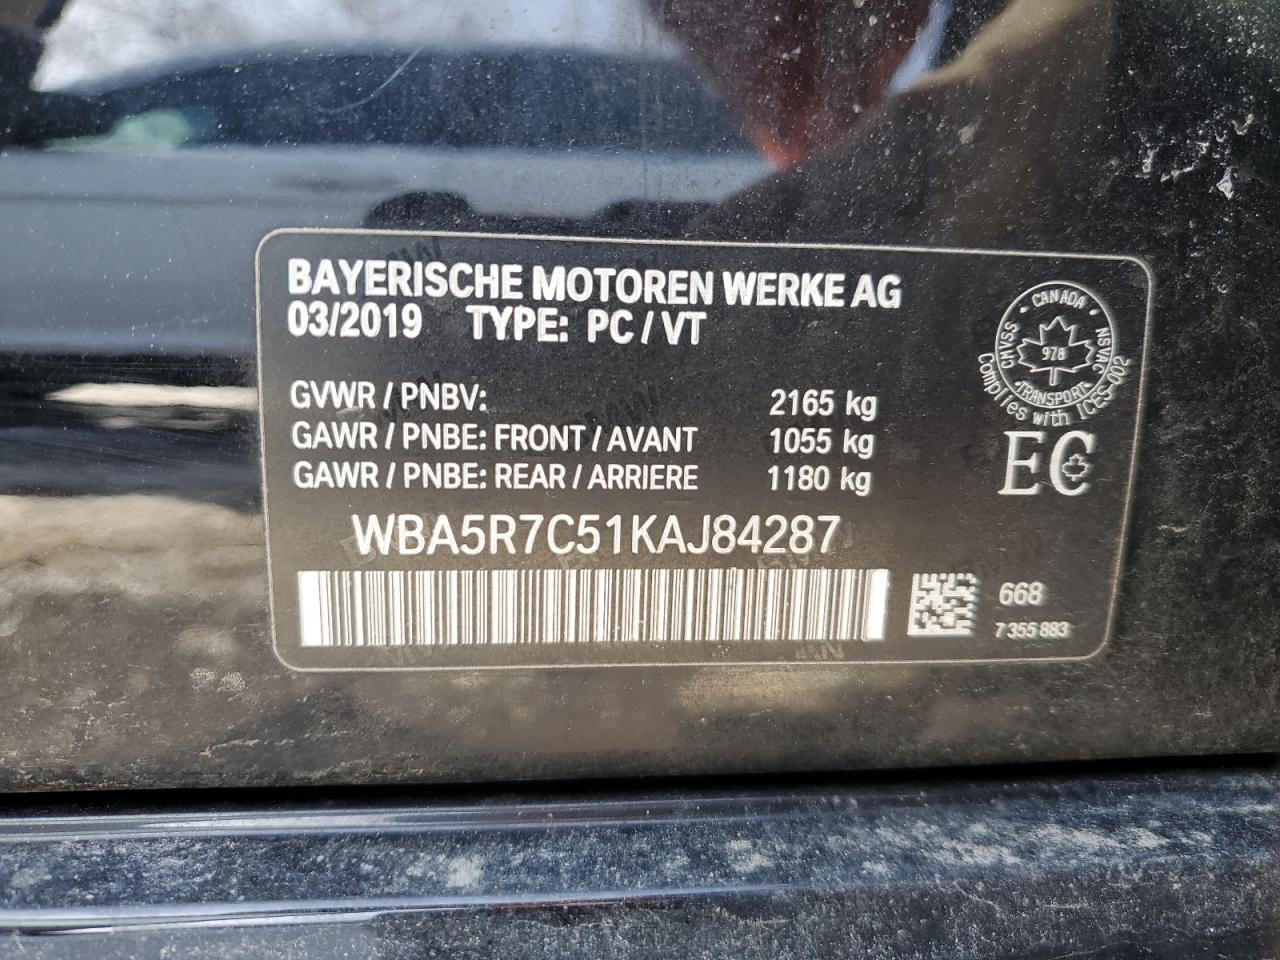 BAYERISCHE MOTOREN WERKE AG
03/2019 TYPE: PC / VT
GVWR / PNBV: 2165 kg
GAWR / PNBE: FRONT / AVANT 1055 kg
GAWR / PNBE: REAR / ARRIERE 1180 kg
WBA5R7C51KAJ84287
668
7 355 883
CANADA
CMVSS
NSVAC
978
TRANSPORT
Complies with ICES-002
EC